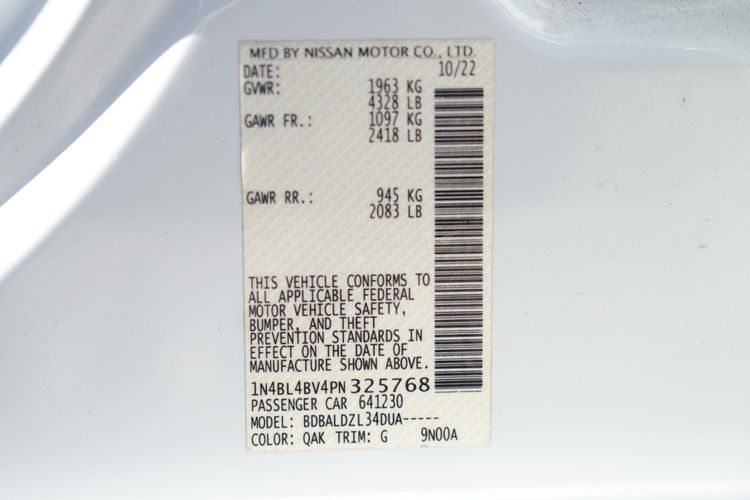 MFD BY NISSAN MOTOR CO., LTD.
DATE: 10/22
GVWR: 1963 KG
4328 LB
GAWR FR.: 1097 KG
2418 LB
GAWR RR.: 945 KG
2083 LB
THIS VEHICLE CONFORMS TO
ALL APPLICABLE FEDERAL
MOTOR VEHICLE SAFETY,
BUMPER, AND THEFT
PREVENTION STANDARDS IN
EFFECT ON THE DATE OF
MANUFACTURE SHOWN ABOVE.
1N4BL4BV4PN325768
PASSENGER CAR 641230
MODEL: BDBALDZL34DUA-----
COLOR: QAK TRIM: G 9N00A